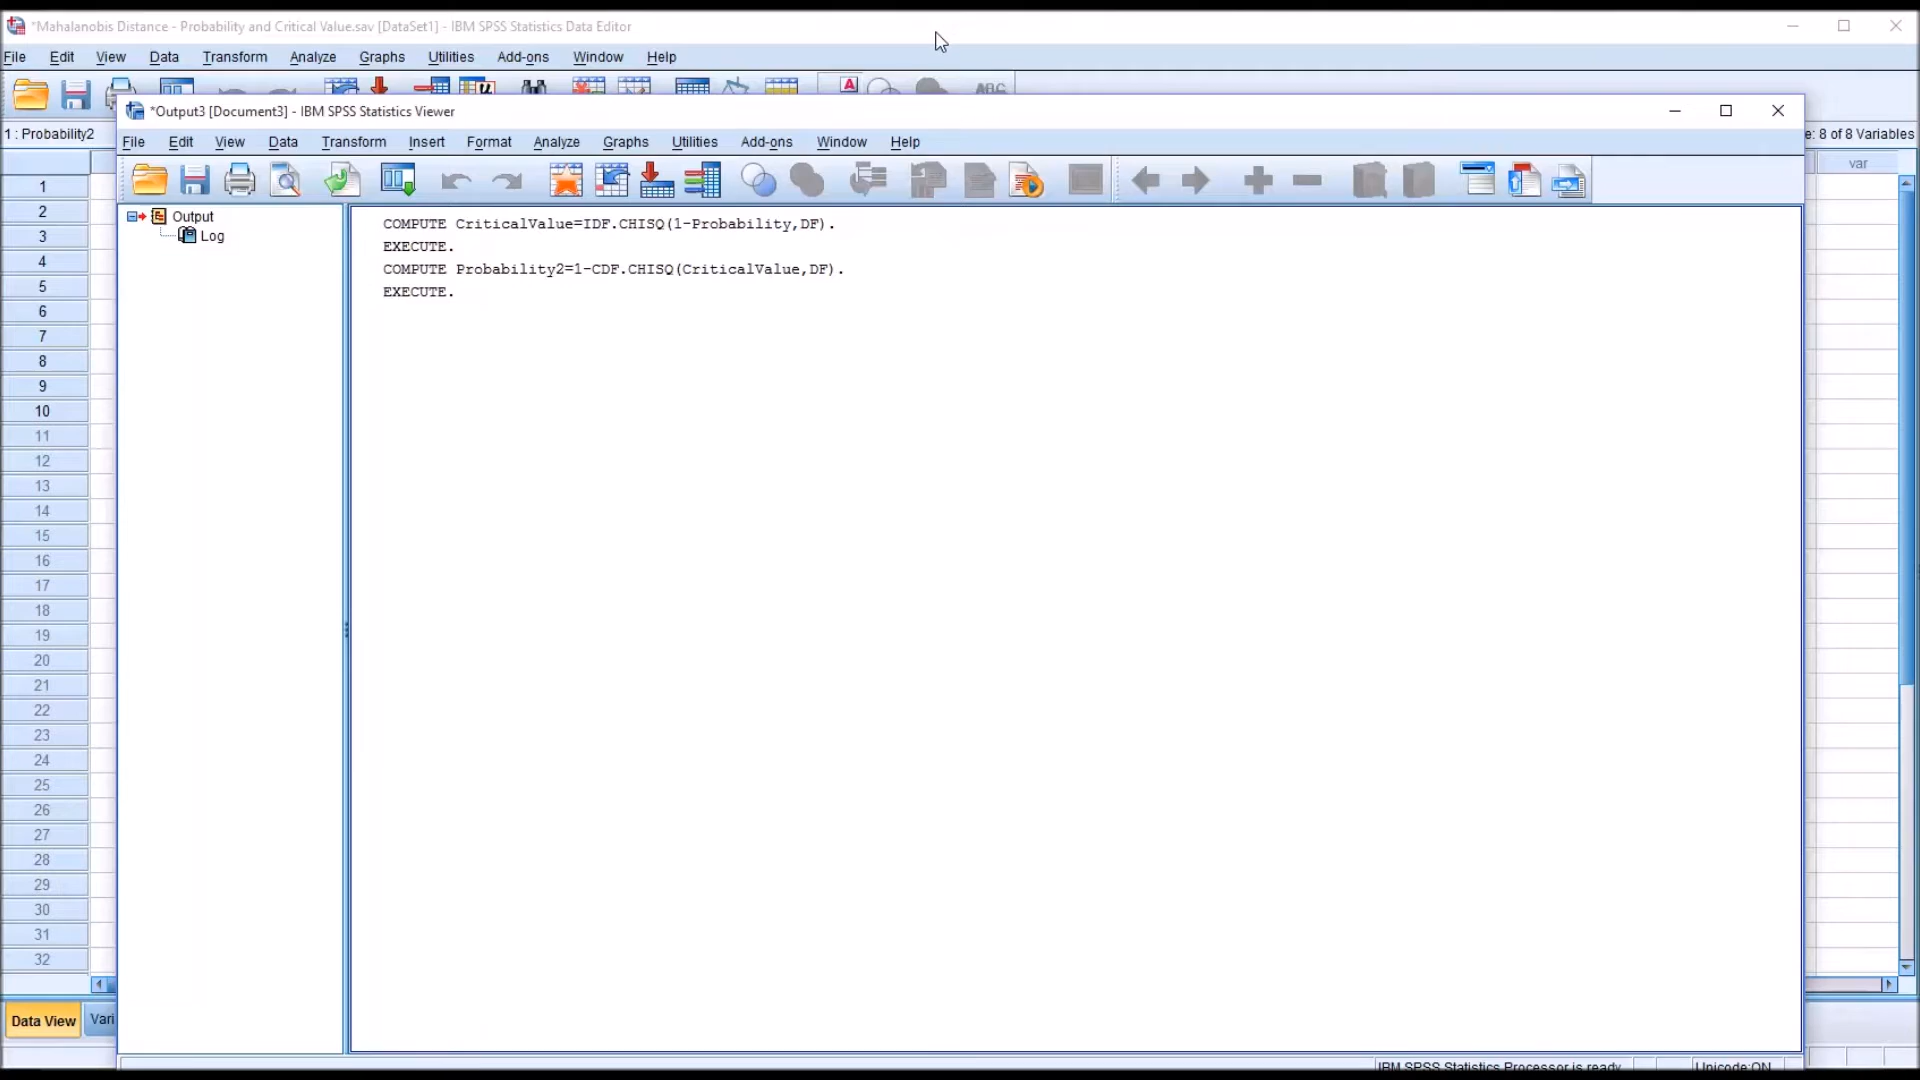 *Mahalanobis Distance - Probability and Critical Value.sav [DataSet1] - IBM SPSS Statistics Data Editor
File Edit View Data Transform Analyze Graphs Utilities Add-ons Window Help
A ABC
*Output3 [Document3] - IBM SPSS Statistics Viewer
1 : Probability2
e: 8 of 8 Variables
File Edit View Data Transform Insert Format Analyze Graphs Utilities Add-ons Window Help
var
Output
Log
COMPUTE CriticalValue=IDF.CHISQ(1-Probability,DF).
EXECUTE.
COMPUTE Probability2=1-CDF.CHISQ(CriticalValue,DF).
EXECUTE.
1
2
3
4
5
6
7
8
9
10
11
12
13
14
15
16
17
18
19
20
21
22
23
24
25
26
27
28
29
30
31
32
Data View Vari
IBM SPSS Statistics Processor is ready Unicode:ON